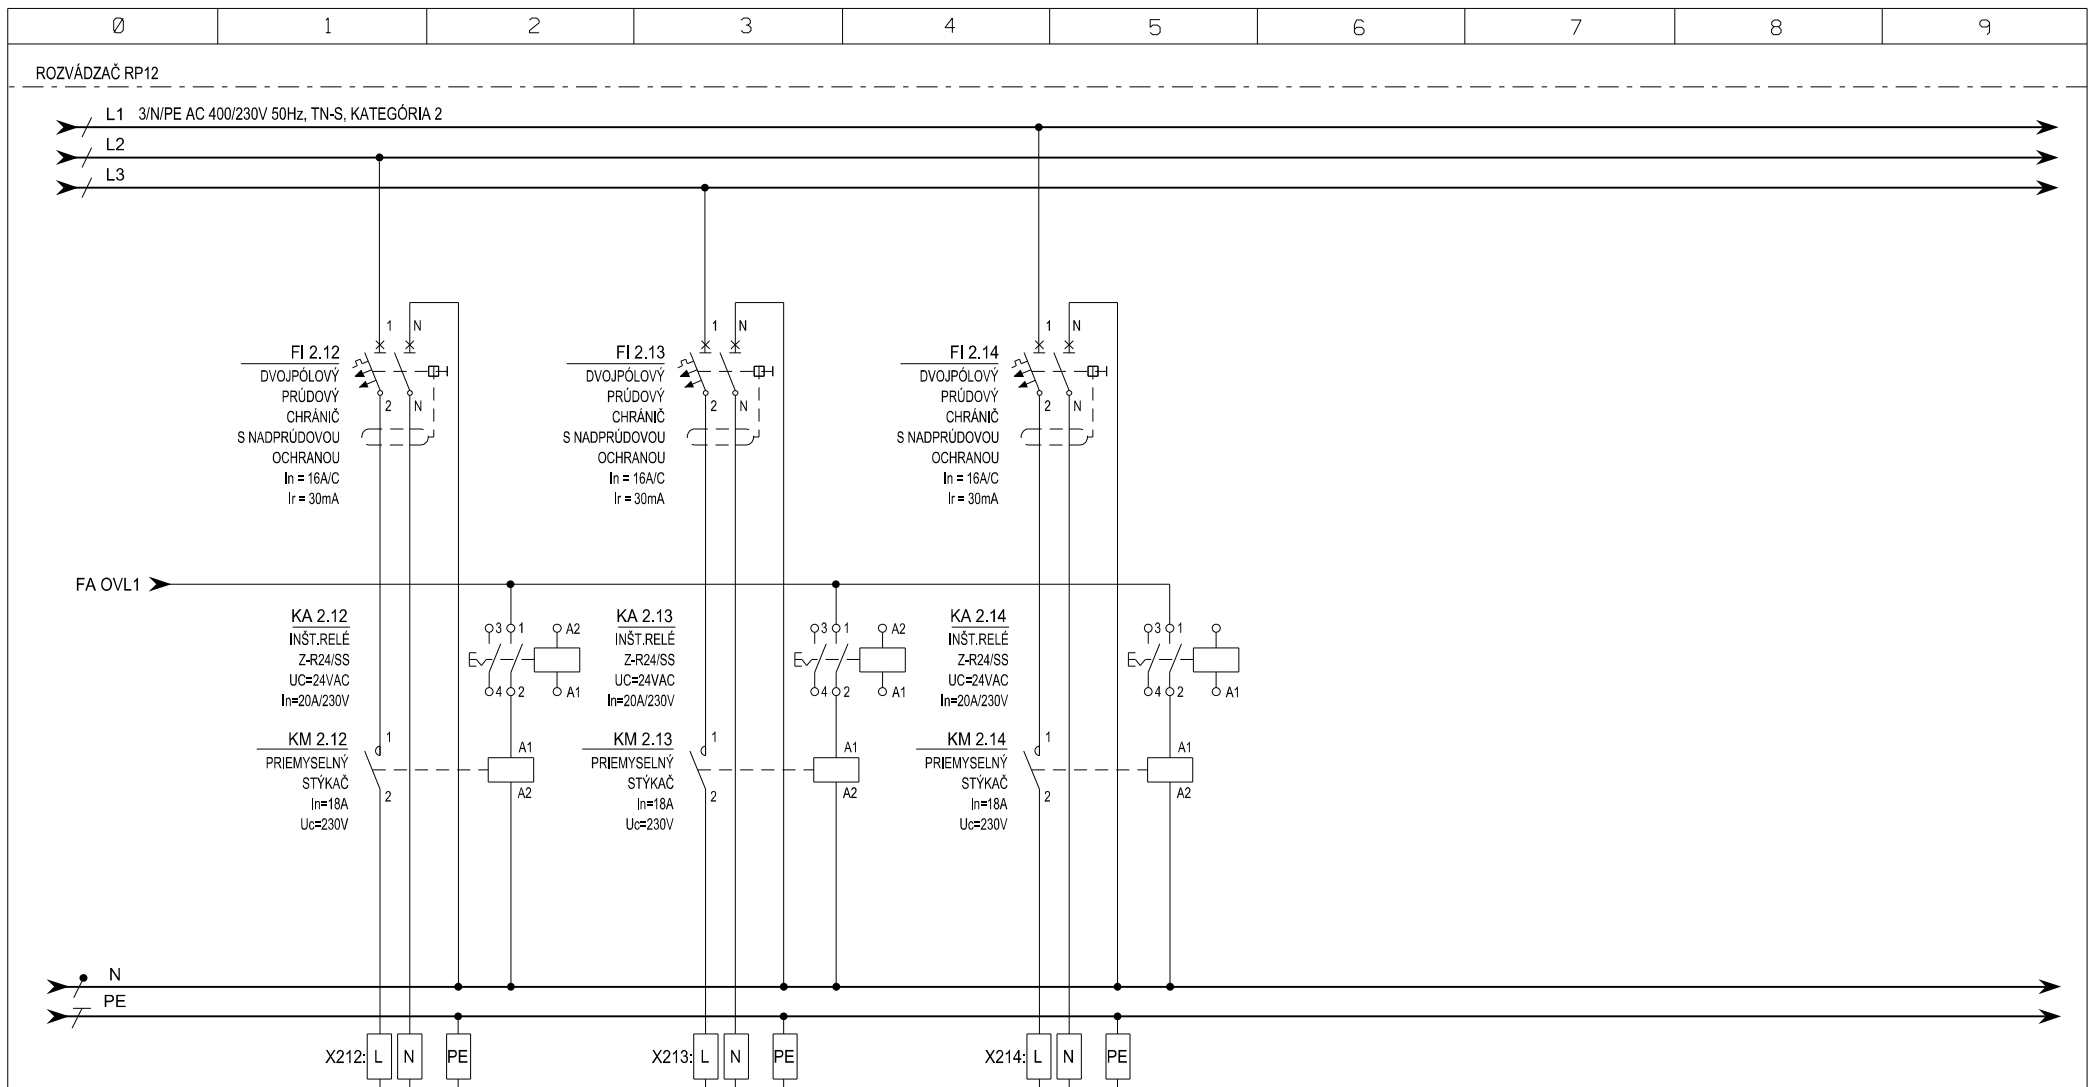 0 1 2 3 4 5 6 7 8 9
ROZVÁDZAČ RP12
L1 3/N/PE AC 400/230V 50Hz, TN-S, KATEGÓRIA 2
L2
L3
1 N
FI 2.12
DVOJPÓLOVÝ
PRÚDOVÝ
CHRÁNIČ
S NADPRÚDOVOU
OCHRANOU
In = 16A/C
Ir = 30mA
2 N
1 N
FI 2.13
DVOJPÓLOVÝ
PRÚDOVÝ
CHRÁNIČ
S NADPRÚDOVOU
OCHRANOU
In = 16A/C
Ir = 30mA
2 N
1 N
FI 2.14
DVOJPÓLOVÝ
PRÚDOVÝ
CHRÁNIČ
S NADPRÚDOVOU
OCHRANOU
In = 16A/C
Ir = 30mA
2 N
FA OVL1
KA 2.12
INŠT.RELÉ
Z-R24/SS
UC=24VAC
In=20A/230V
3 1 A2
4 2 A1
KA 2.13
INŠT.RELÉ
Z-R24/SS
UC=24VAC
In=20A/230V
3 1 A2
4 2 A1
KA 2.14
INŠT.RELÉ
Z-R24/SS
UC=24VAC
In=20A/230V
3 1
4 2 A1
KM 2.12
PRIEMYSELNÝ
STÝKAČ
In=18A
Uc=230V
1
2
A1
A2
KM 2.13
PRIEMYSELNÝ
STÝKAČ
In=18A
Uc=230V
1
2
A1
A2
KM 2.14
PRIEMYSELNÝ
STÝKAČ
In=18A
Uc=230V
1
2
A1
A2
N
PE
X212: L N PE
X213: L N PE
X214: L N PE